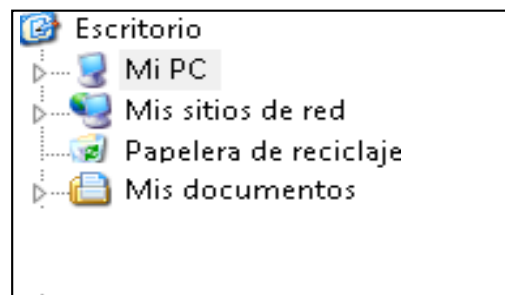 Escritorio
Mi PC
Mis sitios de red
Papelera de reciclaje
Mis documentos